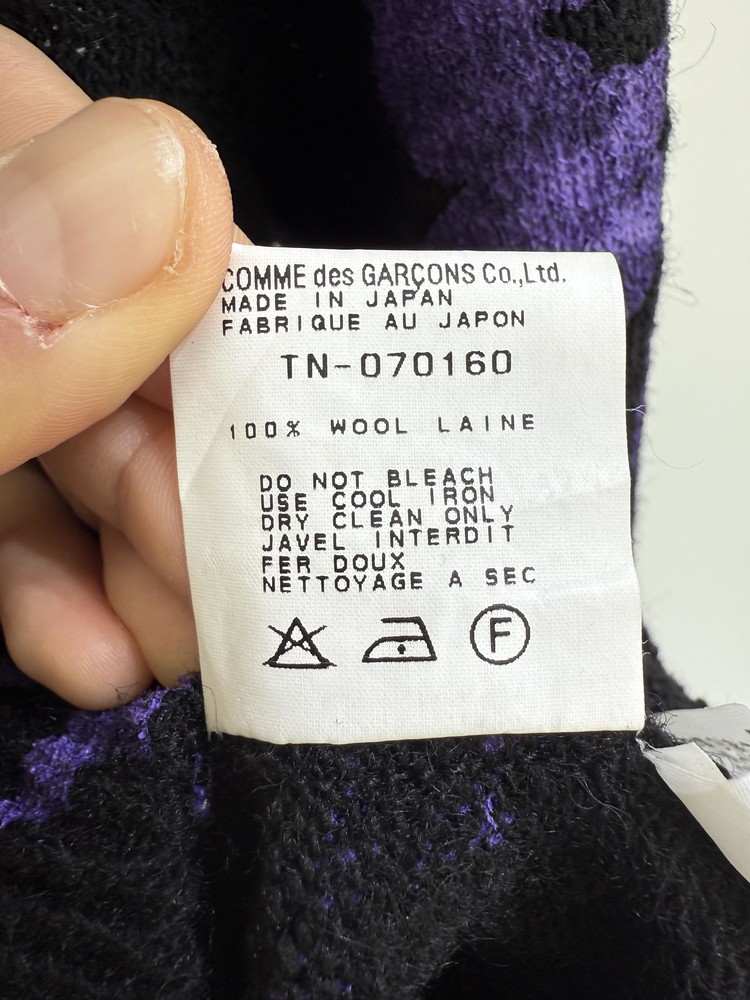 COMME des GARÇONS Co.,Ltd.
MADE IN JAPAN
FABRIQUE AU JAPON
TN-070160
100% WOOL LAINE
DO NOT BLEACH
USE COOL IRON
DRY CLEAN ONLY
JAVEL INTERDIT
FER DOUX
NETTOYAGE A SEC
F